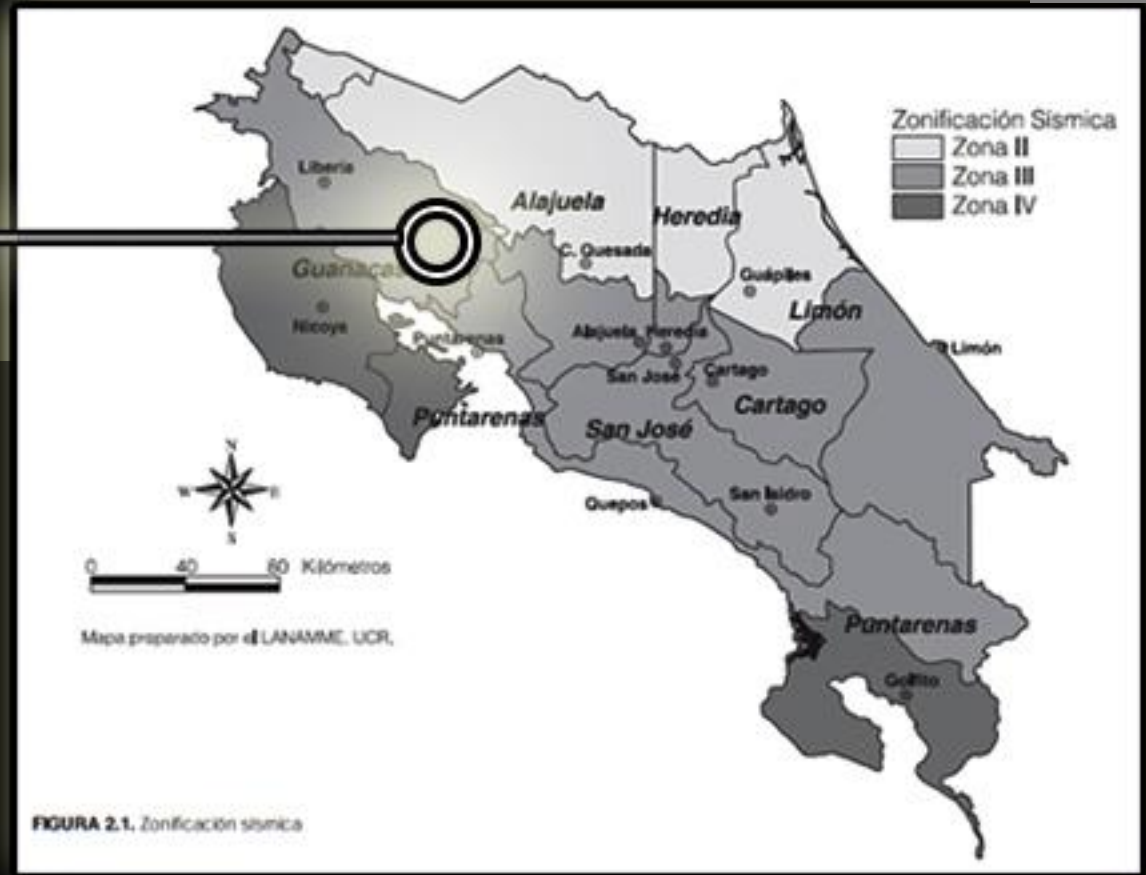 Zonificación Sísmica
Zona II
Zona III
Zona IV
Liberia
Alajuela
Heredia
C. Quesada
Guápiles
Limón
Nicoya
Puntarenas
Alajuela Heredia
San José
Cartago
Limón
Cartago
Puntarenas
San José
San Isidro
Quepos
N
W E
S
0 40 80 Kilómetros
Mapa preparado por el LANAMME, UCR.
Puntarenas
Golfito
FIGURA 2.1. Zonificación sísmica